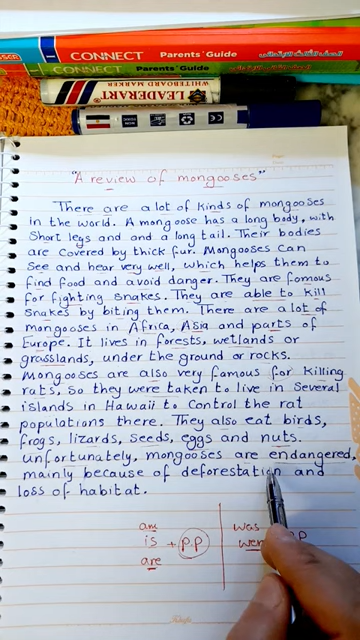 1 CONNECT Parents' Guide
CONNECT Parents' Guide
LEADERART WHITEBOARD MARKER
"A review of mongooses"
There are a lot of kinds of mongooses
in the world. A mongoose has a long body, with
short legs and and a long tail. Their bodies
are covered by thick fur. Mongooses can
see and hear very well, which helps them to
find food and avoid danger. They are famous
for fighting snakes. They are able to kill
snakes by biting them. There are a lot of
mongooses in Africa, Asia and parts of
Europe. It lives in forests, wetlands or
grasslands, under the ground or rocks.
Mongooses are also very famous for killing
rats, so they were taken to live in several
islands in Hawaii to control the rat
populations there. They also eat birds,
frogs, lizards, seeds, eggs and nuts.
Unfortunately, mongooses are endangered,
mainly because of deforestation and
loss of habitat.
am
is + p.p
are
was